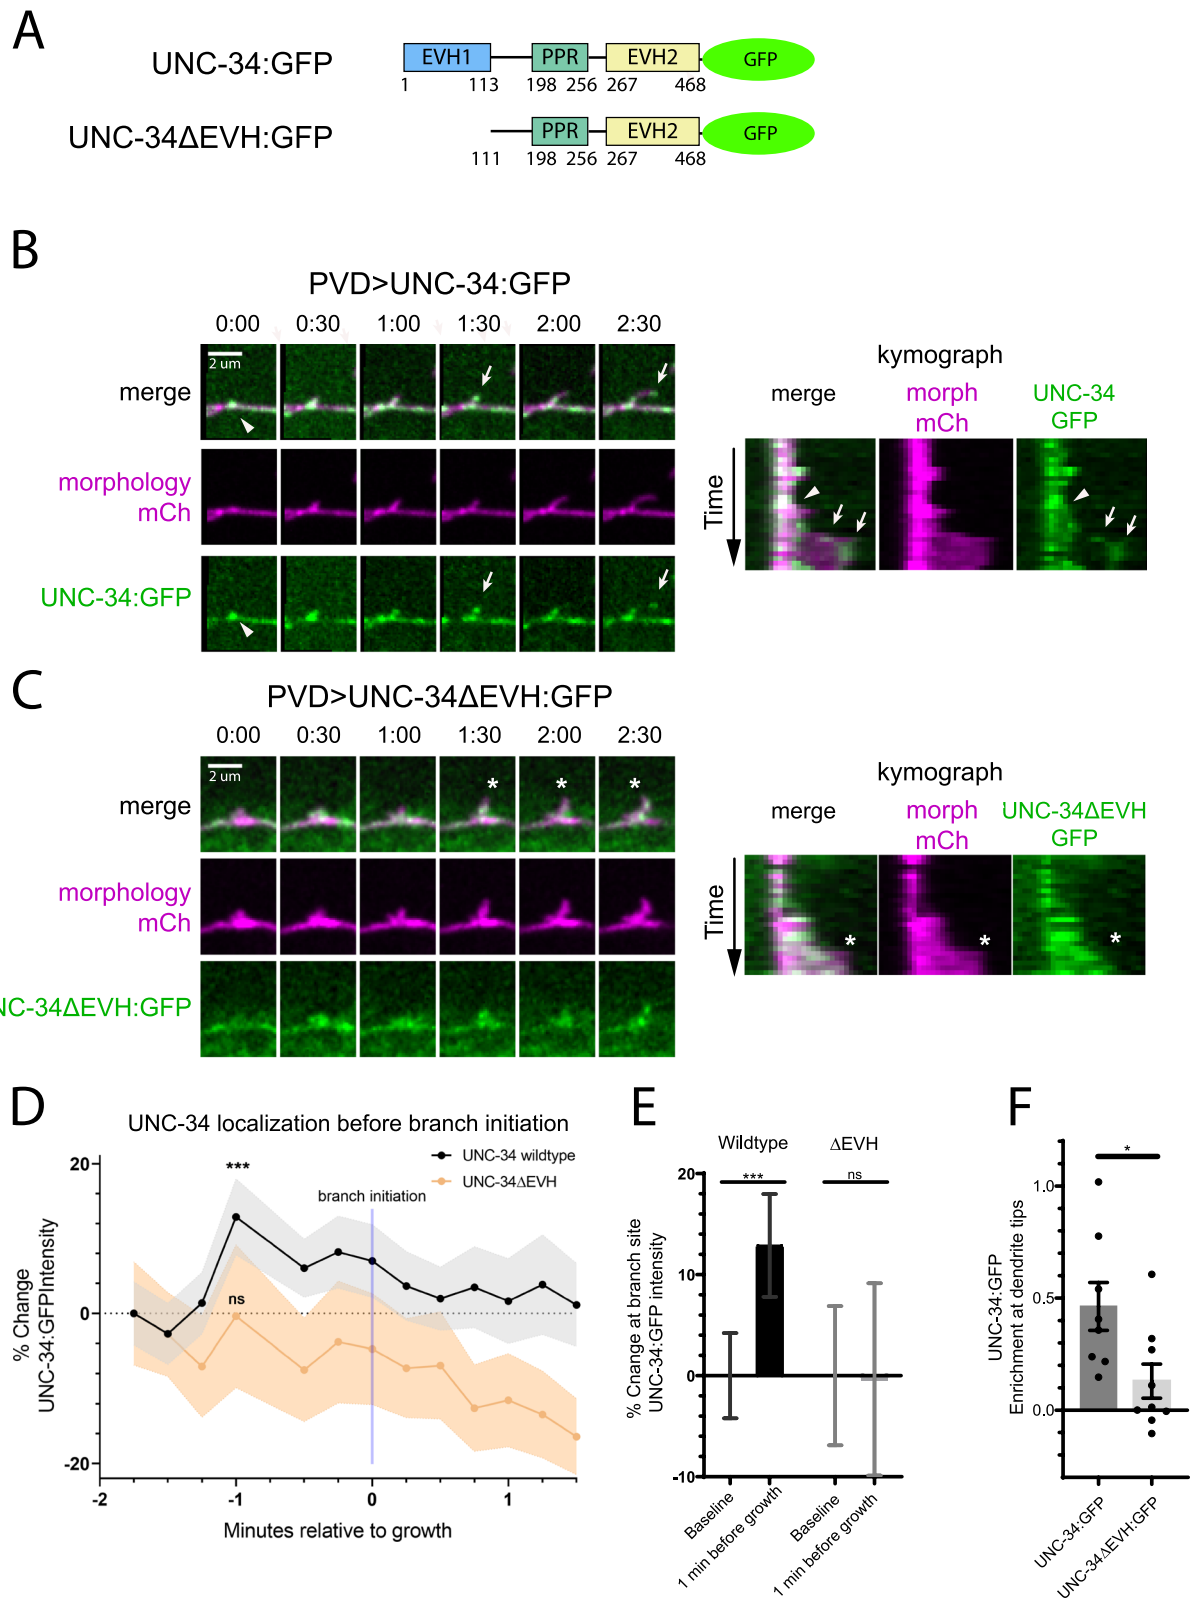 A
UNC-34:GFP
EVH1 PPR EVH2 GFP
1 113 198 256 267 468
UNC-34ΔEVH:GFP
PPR EVH2 GFP
111 198 256 267 468
B
PVD>UNC-34:GFP
0:00 0:30 1:00 1:30 2:00 2:30
2 um
merge
morphology
mCh
UNC-34:GFP
kymograph
merge morph UNC-34
mCh GFP
Time
C
PVD>UNC-34ΔEVH:GFP
0:00 0:30 1:00 1:30 2:00 2:30
2 um
* * *
merge
morphology
mCh
NC-34ΔEVH:GFP
kymograph
merge morph UNC-34ΔEVH
mCh GFP
Time
* * *
D
UNC-34 localization before branch initiation
UNC-34 wildtype
UNC-34ΔEVH
branch initiation
***
ns
% Change
UNC-34:GFPIntensity
20
0
-20
-2 -1 0 1
Minutes relative to growth
E
Wildtype ΔEVH
*** ns
% Cnange at branch site
UNC-34:GFP intensity
20
10
0
-10
Baseline
1 min before growth
Baseline
1 min before growth
F
*
UNC-34:GFP
Enrichment at dendrite tips
1.0
0.5
0.0
UNC-34:GFP
UNC-34ΔEVH:GFP